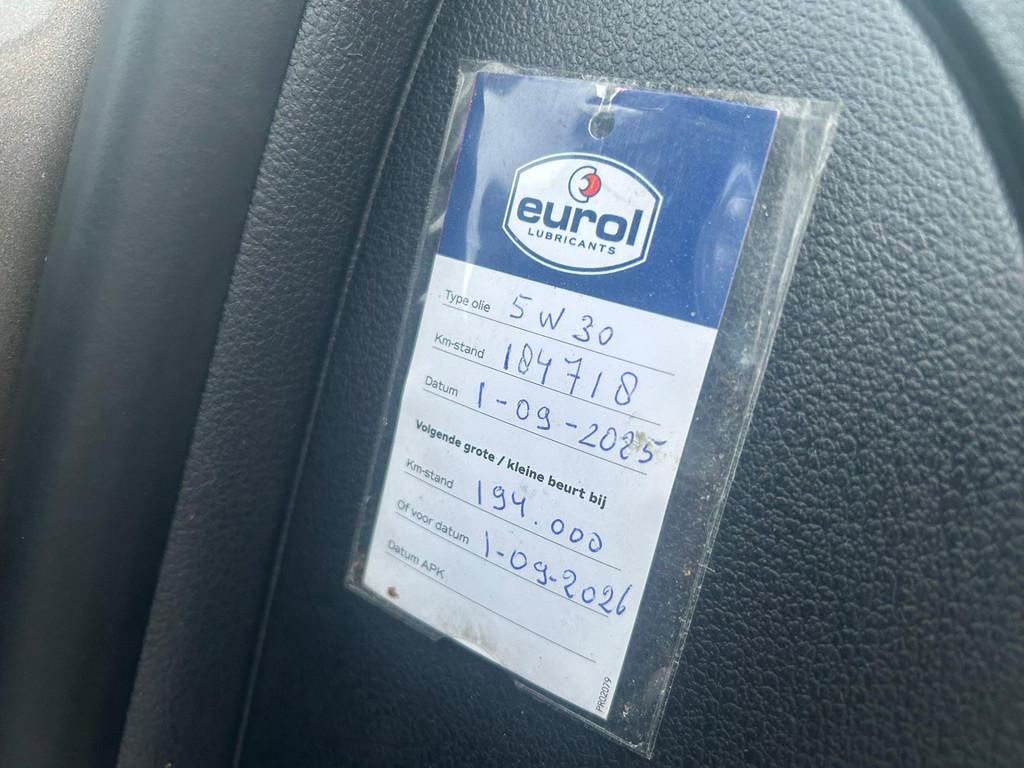 eurol
LUBRICANTS
Type olie 5W30
Km-stand 184718
Datum 1-09-2025
Volgende grote / kleine beurt bij
Km-stand 194.000
Of voor datum 1-09-2026
Datum APK
PR02079